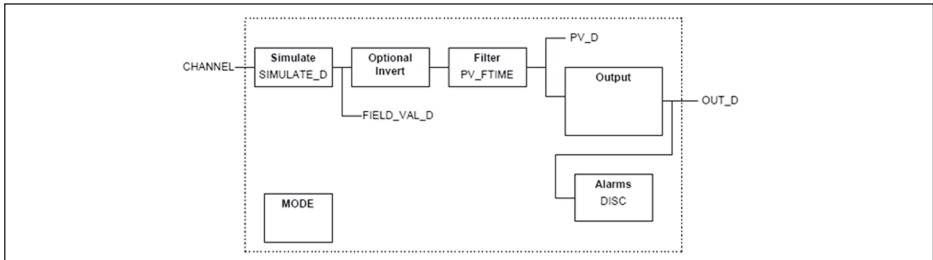 PV_D
CHANNEL
Simulate
SIMULATE_D
Optional
Invert
Filter
PV_FTIME
Output
OUT_D
FIELD_VAL_D
Alarms
DISC
MODE